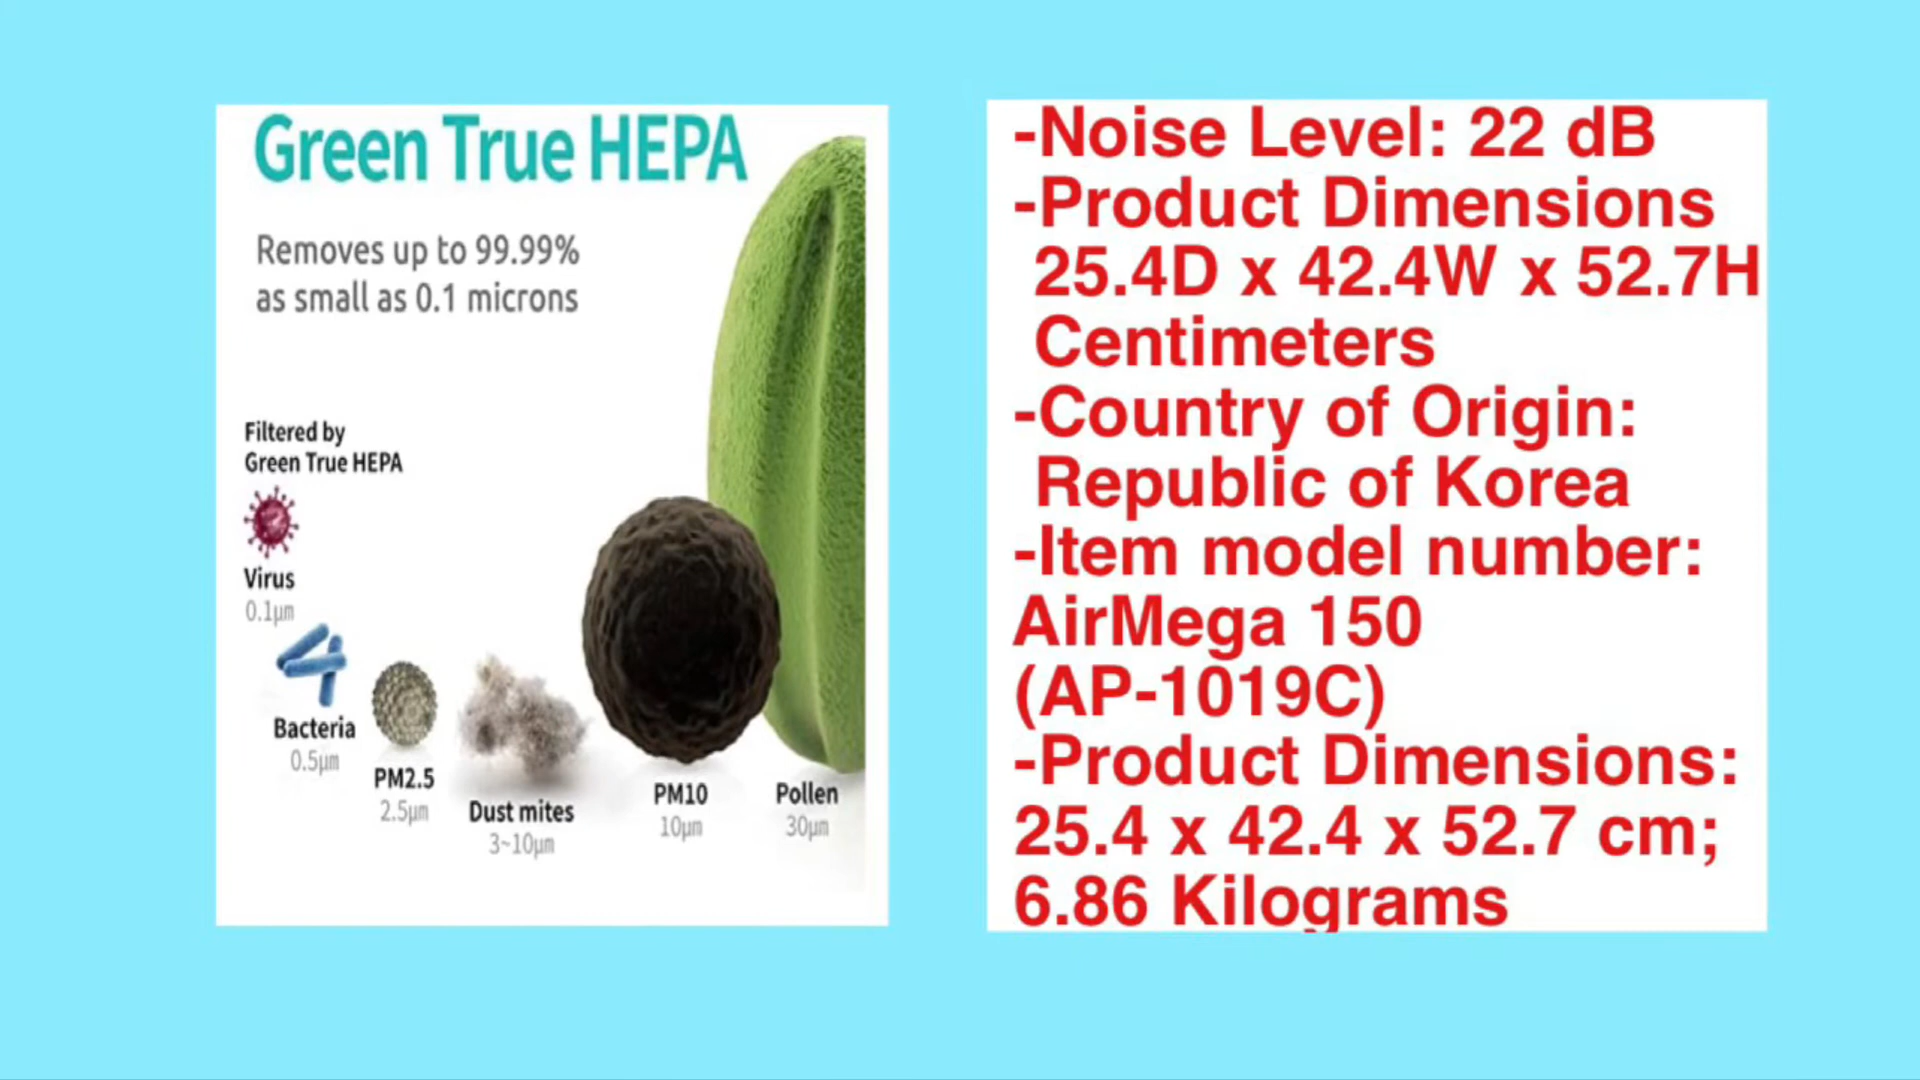 Green True HEPA
Removes up to 99.99%
as small as 0.1 microns
Filtered by
Green True HEPA
Virus
0.1μm
Bacteria
0.5μm
PM2.5
2.5μm
Dust mites
3~10μm
PM10
10μm
Pollen
30μm
-Noise Level: 22 dB
-Product Dimensions
25.4D x 42.4W x 52.7H
Centimeters
-Country of Origin:
Republic of Korea
-Item model number:
AirMega 150
(AP-1019C)
-Product Dimensions:
25.4 x 42.4 x 52.7 cm;
6.86 Kilograms